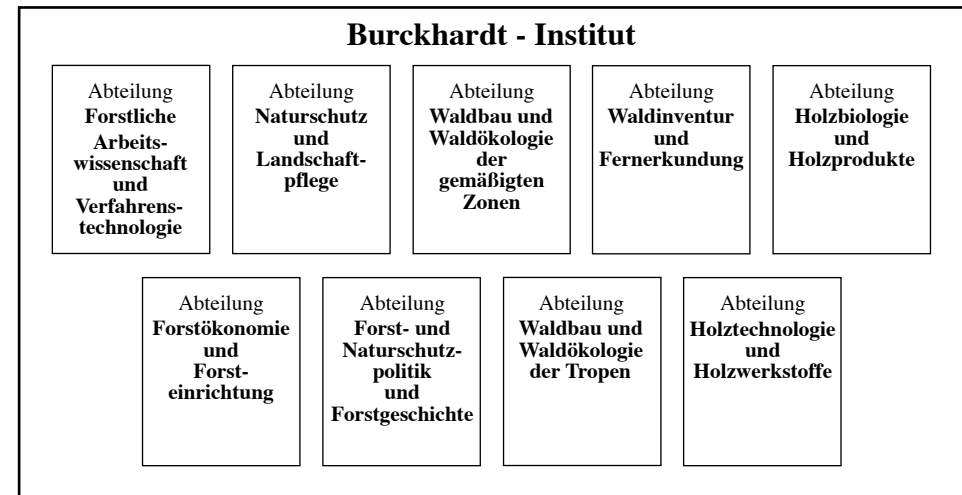 Burckhardt - Institut
Abteilung
Forstliche
Arbeits-
wissenschaft
und
Verfahrens-
technologie
Abteilung
Naturschutz
und
Landschaft-
pflege
Abteilung
Waldbau und
Waldökologie
der
gemäßigten
Zonen
Abteilung
Waldinventur
und
Fernerkundung
Abteilung
Holzbiologie
und
Holzprodukte
Abteilung
Forstökonomie
und
Forst-
einrichtung
Abteilung
Forst- und
Naturschutz-
politik
und
Forstgeschichte
Abteilung
Waldbau und
Waldökologie
der Tropen
Abteilung
Holztechnologie
und
Holzwerkstoffe